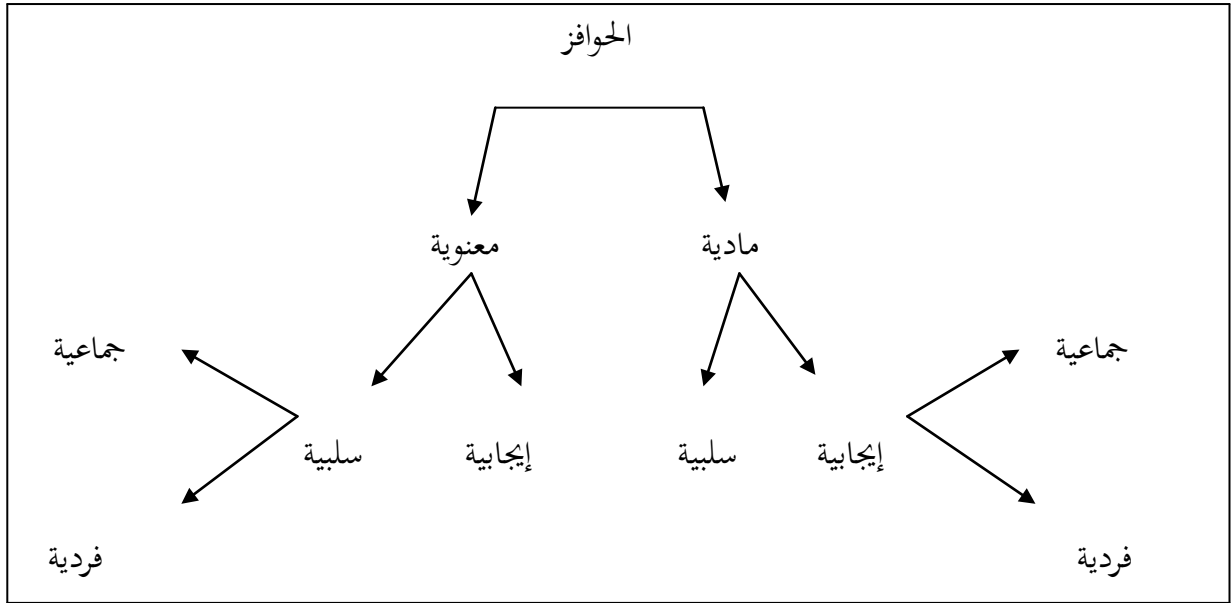 الحوافز
مادية
معنوية
جماعية
جماعية
إيجابية
سلبية
إيجابية
سلبية
فردية
فردية